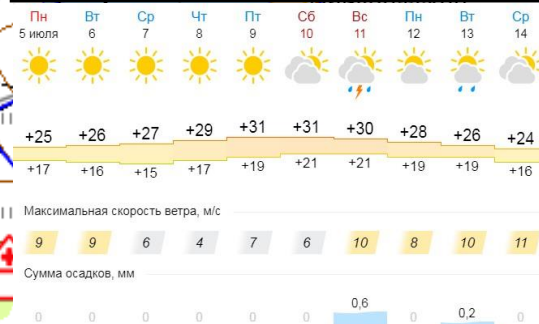 Пн Вт Ср Чт Пт Сб Вс Пн Вт Ср
5 июля 6 7 8 9 10 11 12 13 14
+25 +26 +27 +29 +31 +31 +30 +28 +26 +24
+17 +16 +15 +17 +19 +21 +21 +19 +19 +16
Максимальная скорость ветра, м/с
9 9 6 4 7 6 10 8 10 11
Сумма осадков, мм
0 0 0 0 0 0 0,6 0 0,2 0